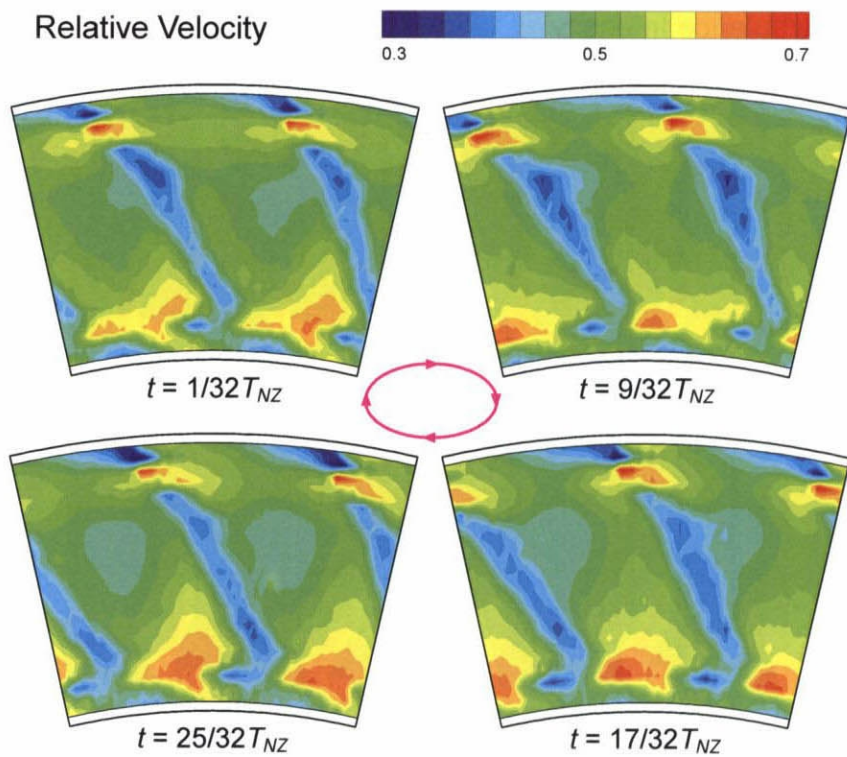 Relative Velocity
0.3 0.5 0.7
t = 1/32T_NZ
t = 9/32T_NZ
t = 25/32T_NZ
t = 17/32T_NZ